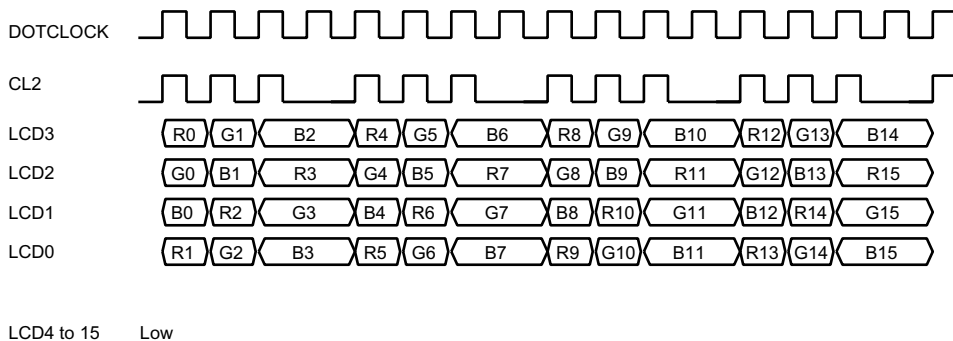 DOTCLOCK
CL2
LCD3 R0 G1 B2 R4 G5 B6 R8 G9 B10 R12 G13 B14
LCD2 G0 B1 R3 G4 B5 R7 G8 B9 R11 G12 B13 R15
LCD1 B0 R2 G3 B4 R6 G7 B8 R10 G11 B12 R14 G15
LCD0 R1 G2 B3 R5 G6 B7 R9 G10 B11 R13 G14 B15
LCD4 to 15 Low